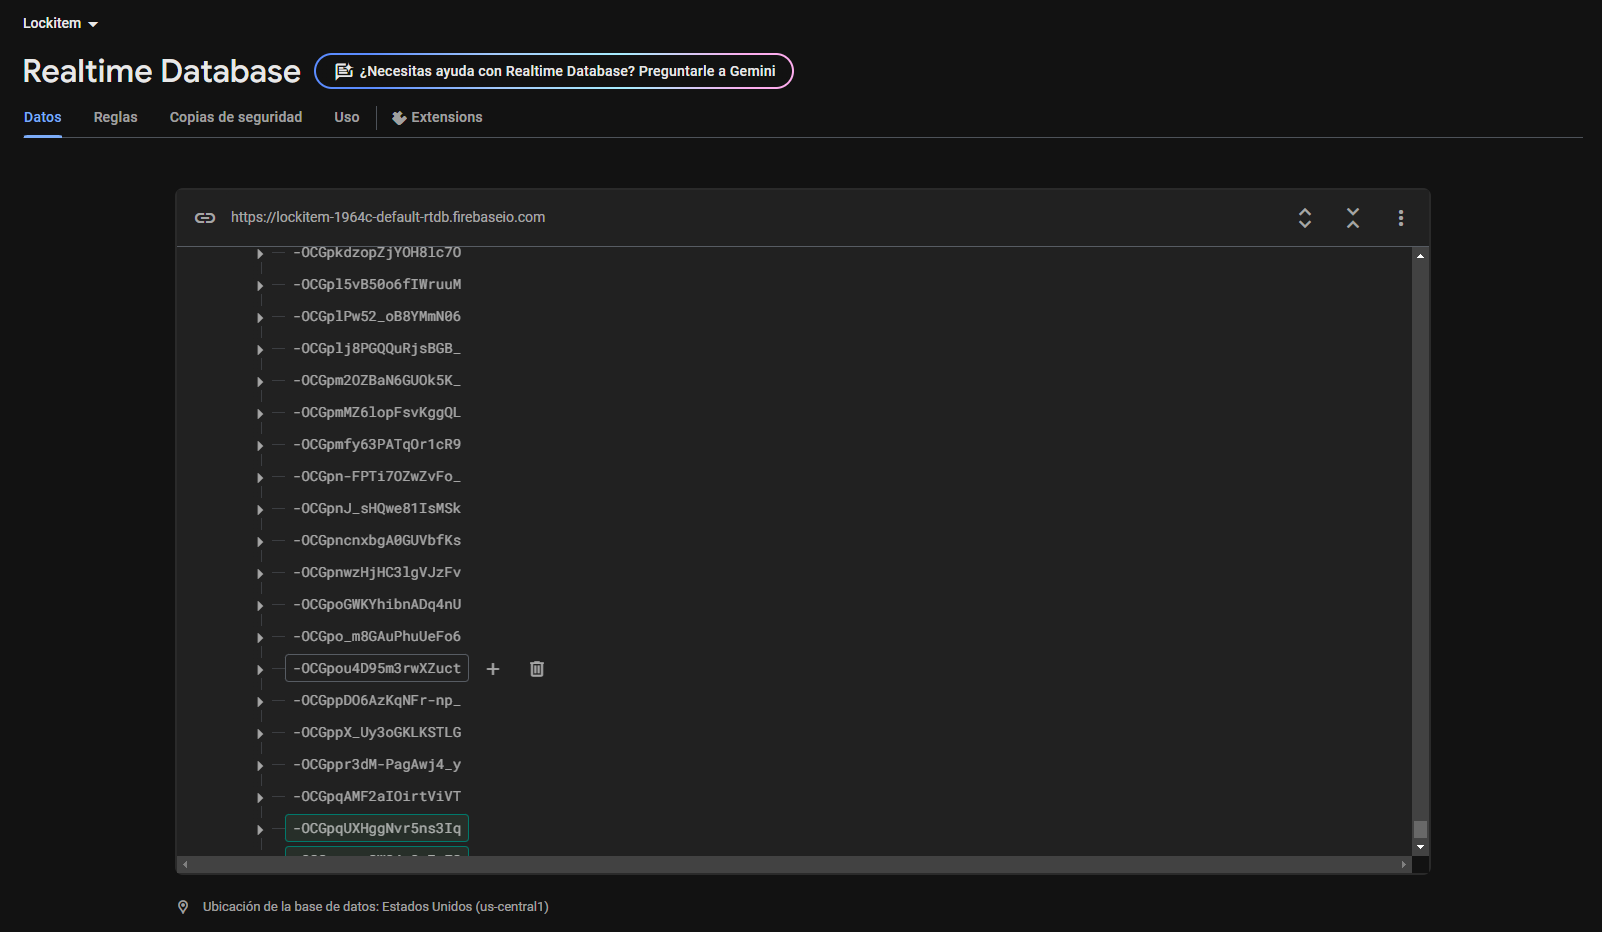 Lockitem
Realtime Database
¿Necesitas ayuda con Realtime Database? Preguntarle a Gemini
Datos
Reglas
Copias de seguridad
Uso
Extensions
https://lockitem-1964c-default-rtdb.firebaseio.com
-OCGpkdzopZjYOH8lc7O
-OCGpl5vB50o6fIWruuM
-OCGplPw52_oB8YMmN06
-OCGplj8PGQQuRjsBGB_
-OCGpm2OZBaN6GUOk5K_
-OCGpmMZ6lopFsvKggQL
-OCGpmfy63PATqOr1cR9
-OCGpn-FPTi7OZwZvFo_
-OCGpnJ_sHQwe81IsMSk
-OCGpncnxbgA0GUVbfKs
-OCGpnwzHjHC3lgVJzFv
-OCGpoGWKYhibnADq4nU
-OCGpo_m8GAuPhuUeFo6
-OCGpou4D95m3rwXZuct
-OCGppDO6AzKqNFr-np_
-OCGppX_Uy3oGKLKSTLG
-OCGppr3dM-PagAwj4_y
-OCGpqAMF2aIOirtViVT
-OCGpqUXHggNvr5ns3Iq
Ubicación de la base de datos: Estados Unidos (us-central1)